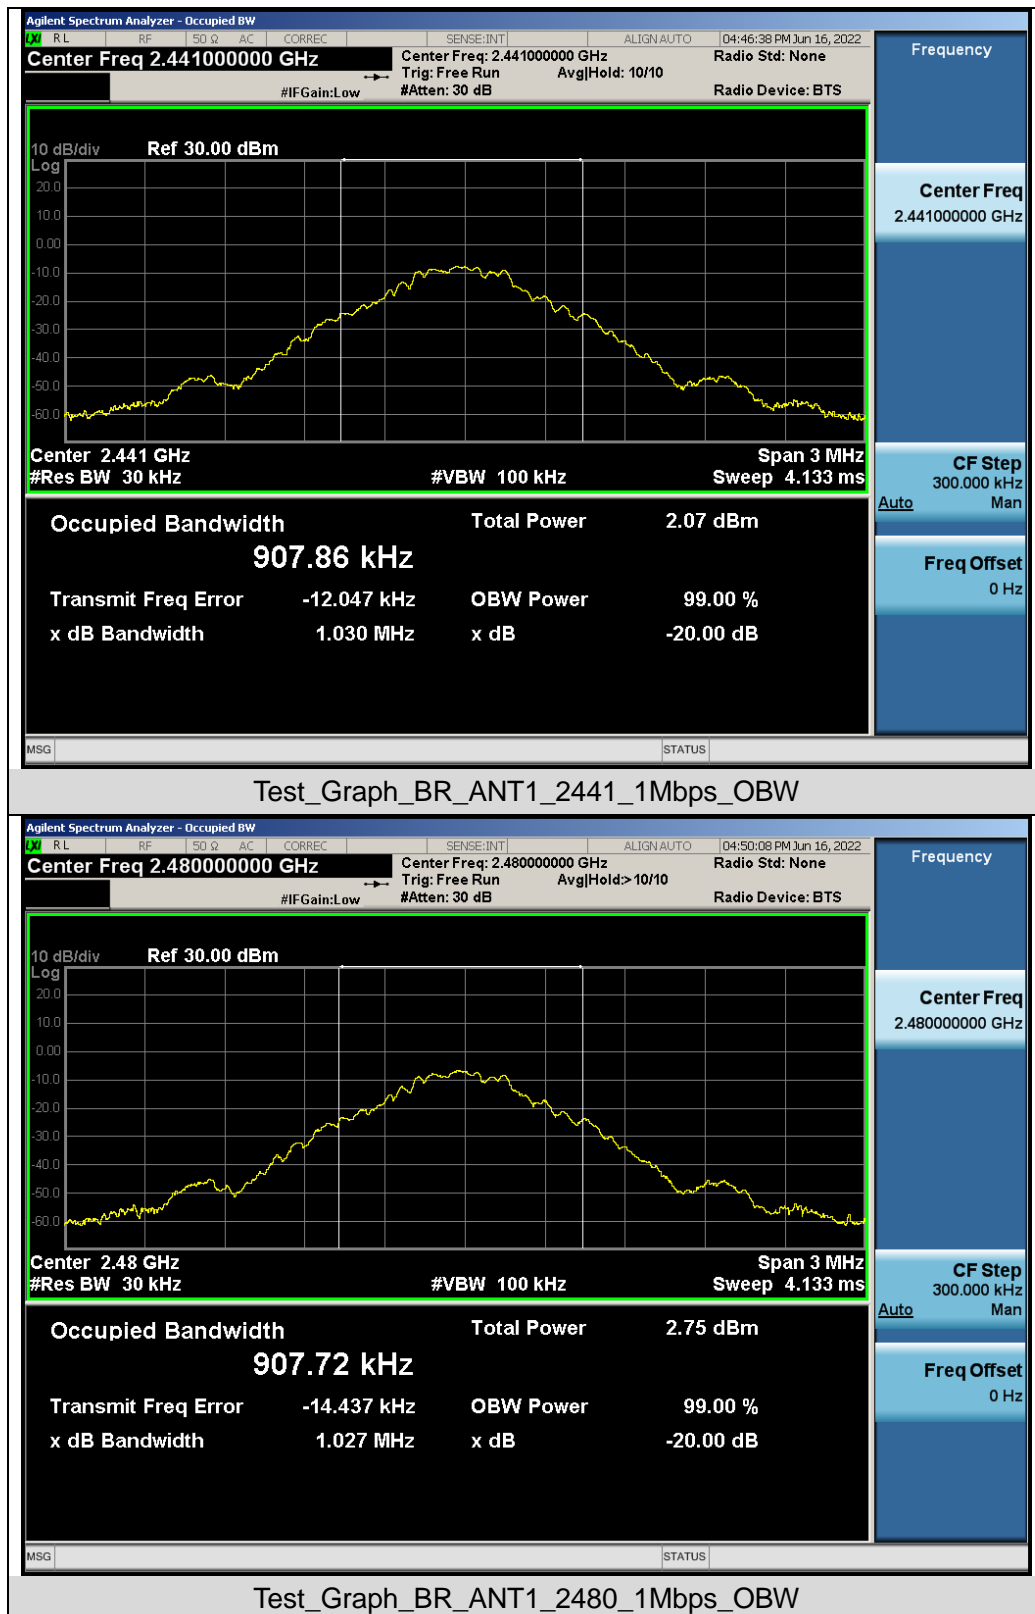 Agilent Spectrum Analyzer - Occupied BW
LXI RL RF 50 Ω AC CORREC SENSE:INT ALIGN AUTO 04:46:38 PM Jun 16, 2022
Center Freq 2.441000000 GHz Center Freq: 2.441000000 GHz Radio Std: None Frequency
Trig: Free Run Avg|Hold: 10/10
#IFGain:Low #Atten: 30 dB Radio Device: BTS
10 dB/div Ref 30.00 dBm
Log
20.0
10.0
0.00
-10.0
-20.0
-30.0
-40.0
-50.0
-60.0
Center Freq
2.441000000 GHz
Center 2.441 GHz Span 3 MHz
#Res BW 30 kHz #VBW 100 kHz Sweep 4.133 ms
CF Step
300.000 kHz
Auto Man
Occupied Bandwidth Total Power 2.07 dBm
907.86 kHz
Freq Offset
0 Hz
Transmit Freq Error -12.047 kHz OBW Power 99.00 %
x dB Bandwidth 1.030 MHz x dB -20.00 dB
MSG STATUS
Test_Graph_BR_ANT1_2441_1Mbps_OBW
Agilent Spectrum Analyzer - Occupied BW
LXI RL RF 50 Ω AC CORREC SENSE:INT ALIGN AUTO 04:50:08 PM Jun 16, 2022
Center Freq 2.480000000 GHz Center Freq: 2.480000000 GHz Radio Std: None Frequency
Trig: Free Run Avg|Hold:> 10/10
#IFGain:Low #Atten: 30 dB Radio Device: BTS
10 dB/div Ref 30.00 dBm
Log
20.0
10.0
0.00
-10.0
-20.0
-30.0
-40.0
-50.0
-60.0
Center Freq
2.480000000 GHz
Center 2.48 GHz Span 3 MHz
#Res BW 30 kHz #VBW 100 kHz Sweep 4.133 ms
CF Step
300.000 kHz
Auto Man
Occupied Bandwidth Total Power 2.75 dBm
907.72 kHz
Freq Offset
0 Hz
Transmit Freq Error -14.437 kHz OBW Power 99.00 %
x dB Bandwidth 1.027 MHz x dB -20.00 dB
MSG STATUS
Test_Graph_BR_ANT1_2480_1Mbps_OBW